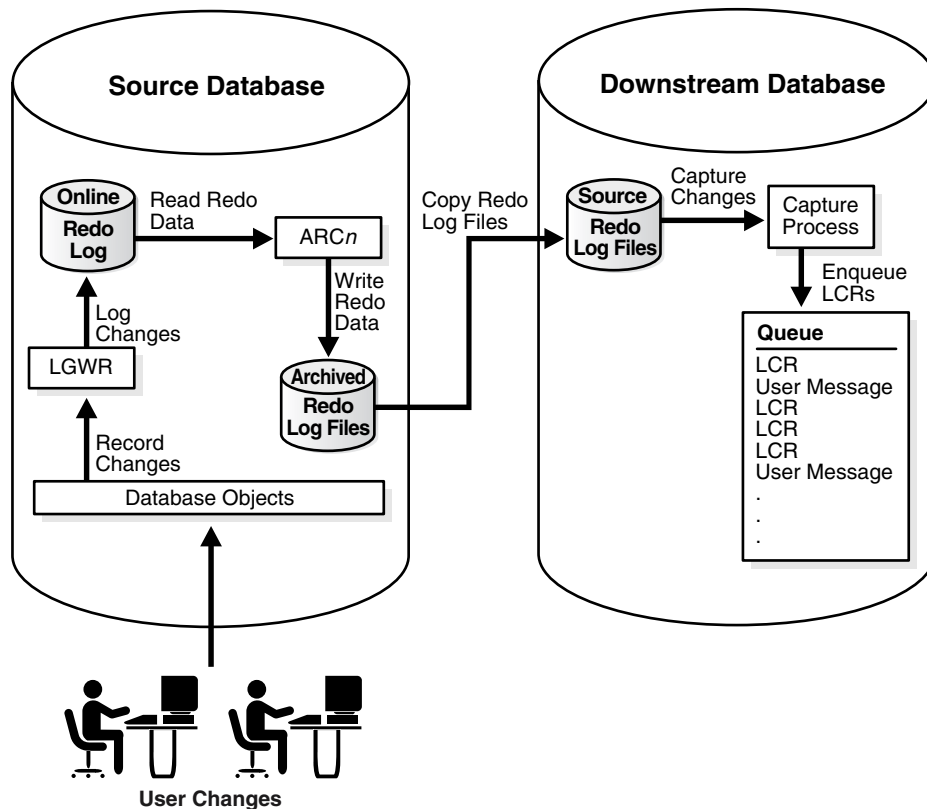 Source Database
Online
Redo
Log
Read Redo
Data
ARCn
Write
Redo
Data
Log
Changes
LGWR
Archived
Redo
Log Files
Record
Changes
Database Objects
User Changes
Copy Redo
Log Files
Downstream Database
Source
Redo
Log Files
Capture
Changes
Capture
Process
Enqueue
LCRs
Queue
LCR
User Message
LCR
LCR
LCR
User Message
.
.
.